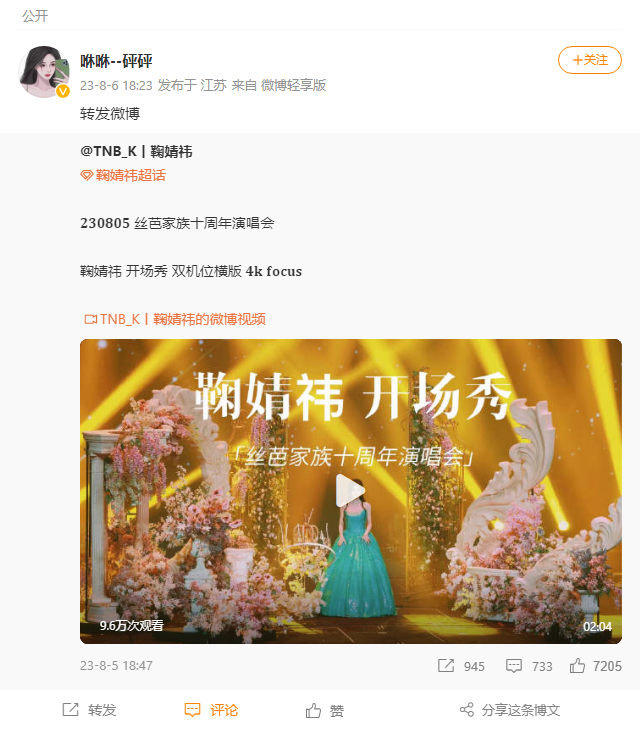 公开
咻咻--砰砰
+关注
23-8-6 18:23 发布于 江苏 来自 微博轻享版
转发微博
@TNB_K丨鞠婧祎
鞠婧祎超话
230805 丝芭家族十周年演唱会
鞠婧祎 开场秀 双机位横版 4k focus
TNB_K丨鞠婧祎的微博视频
鞠婧祎 开场秀
「丝芭家族十周年演唱会」
9.6万次观看
02:04
23-8-5 18:47
945
733
7205
转发
评论
赞
分享这条博文